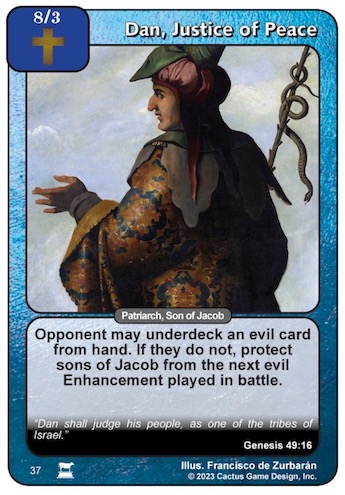 8/3
Dan, Justice of Peace
Patriarch, Son of Jacob
Opponent may underdeck an evil card
from hand. If they do not, protect
sons of Jacob from the next evil
Enhancement played in battle.
"Dan shall judge his people, as one of the tribes of
Israel."
Genesis 49:16
Illus. Francisco de Zurbarán
37
© 2023 Cactus Game Design, Inc.